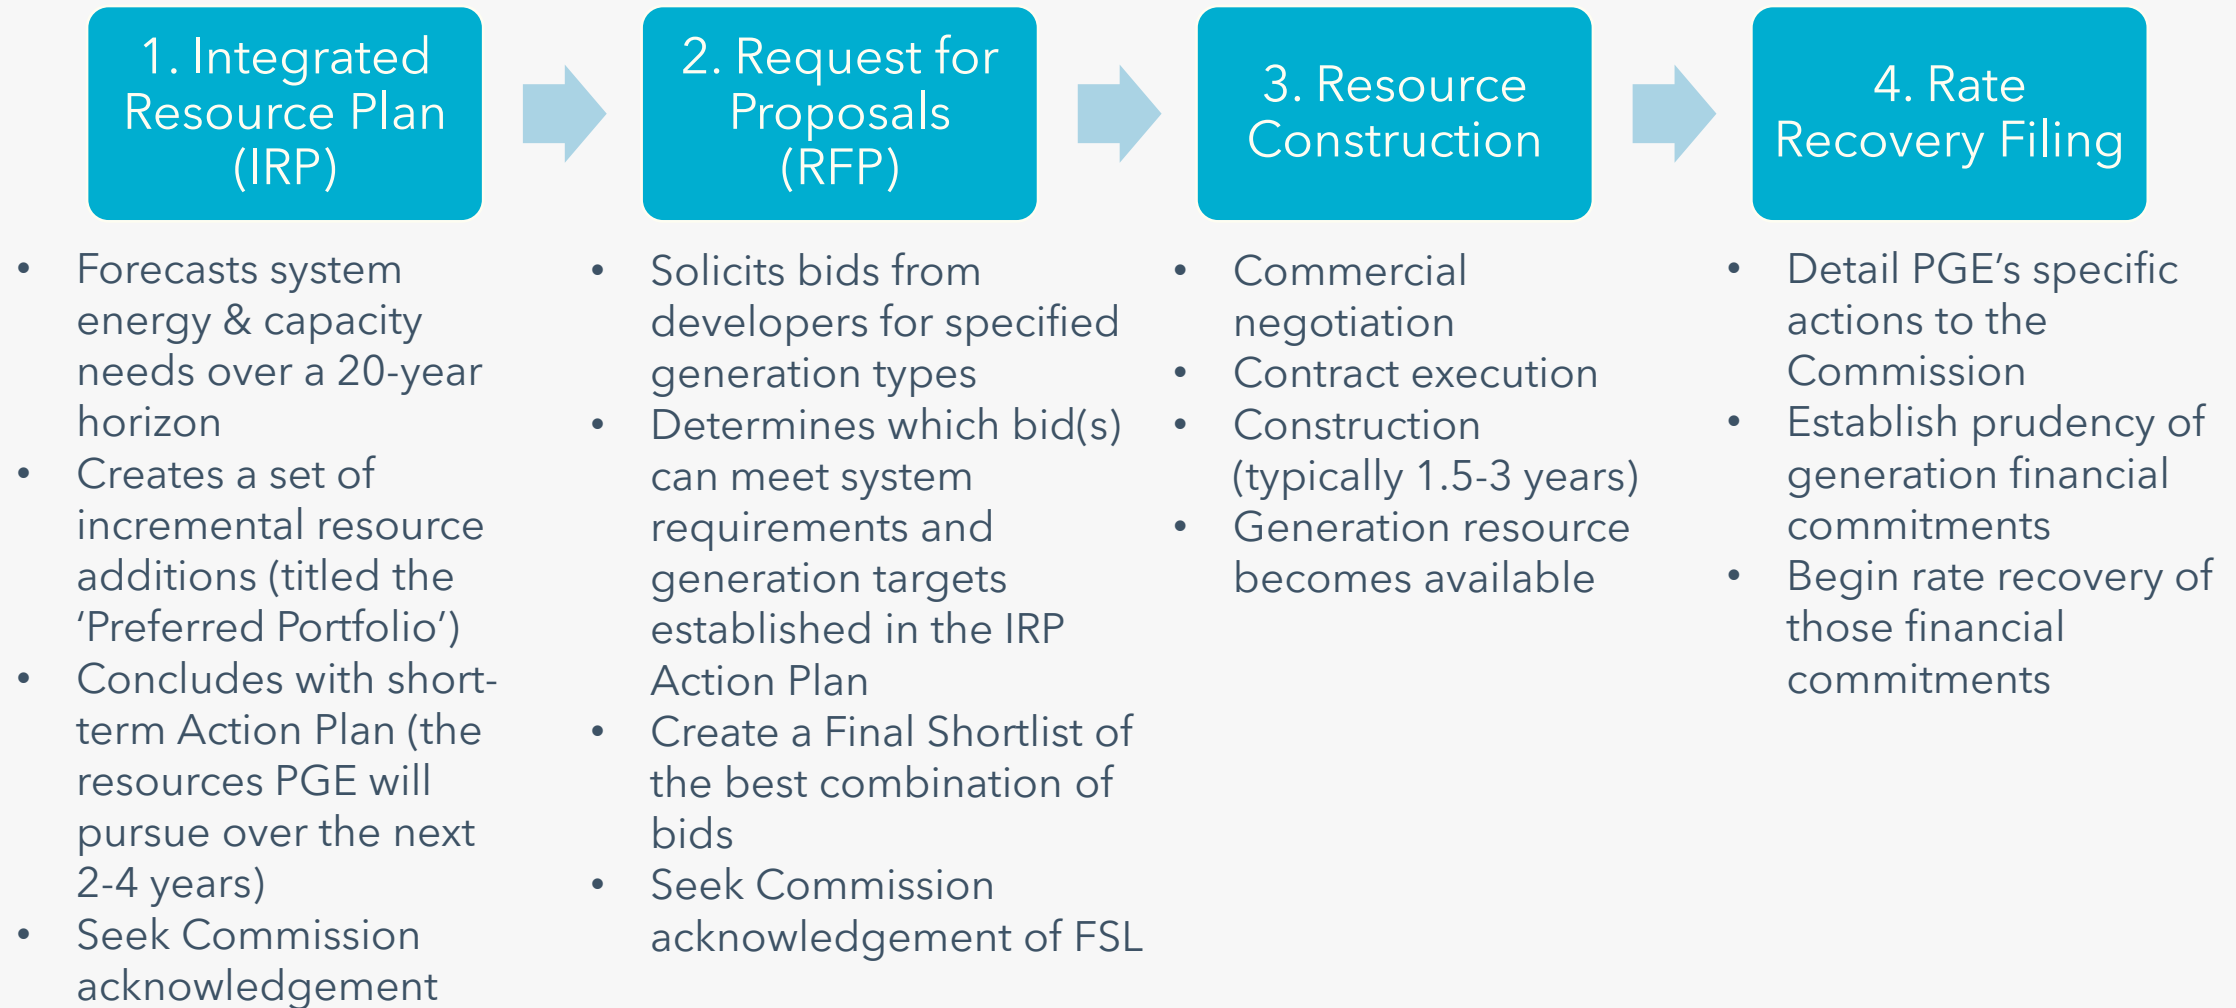 1. Integrated
Resource Plan
(IRP)
• Forecasts system
energy & capacity
needs over a 20-year
horizon
• Creates a set of
incremental resource
additions (titled the
‘Preferred Portfolio’)
• Concludes with short-
term Action Plan (the
resources PGE will
pursue over the next
2-4 years)
• Seek Commission
acknowledgement
2. Request for
Proposals
(RFP)
• Solicits bids from
developers for specified
generation types
• Determines which bid(s)
can meet system
requirements and
generation targets
established in the IRP
Action Plan
• Create a Final Shortlist of
the best combination of
bids
• Seek Commission
acknowledgement of FSL
3. Resource
Construction
• Commercial
negotiation
• Contract execution
• Construction
(typically 1.5-3 years)
• Generation resource
becomes available
4. Rate
Recovery Filing
• Detail PGE’s specific
actions to the
Commission
• Establish prudency of
generation financial
commitments
• Begin rate recovery of
those financial
commitments